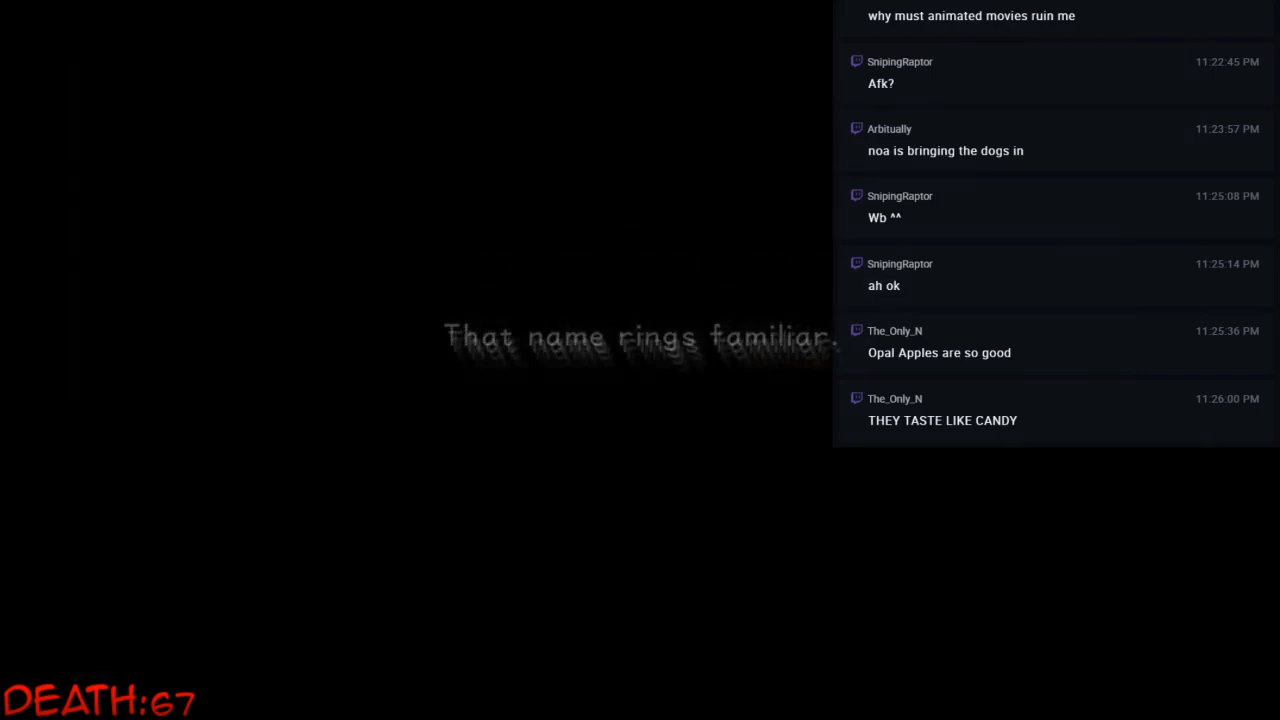 why must animated movies ruin me
SnipingRaptor 11:22:45 PM
Afk?
Arbitually 11:23:57 PM
noa is bringing the dogs in
SnipingRaptor 11:25:08 PM
Wb ^^
SnipingRaptor 11:25:14 PM
ah ok
The_Only_N 11:25:36 PM
That name rings familiar.
Opal Apples are so good
The_Only_N 11:26:00 PM
THEY TASTE LIKE CANDY
DEATH:67